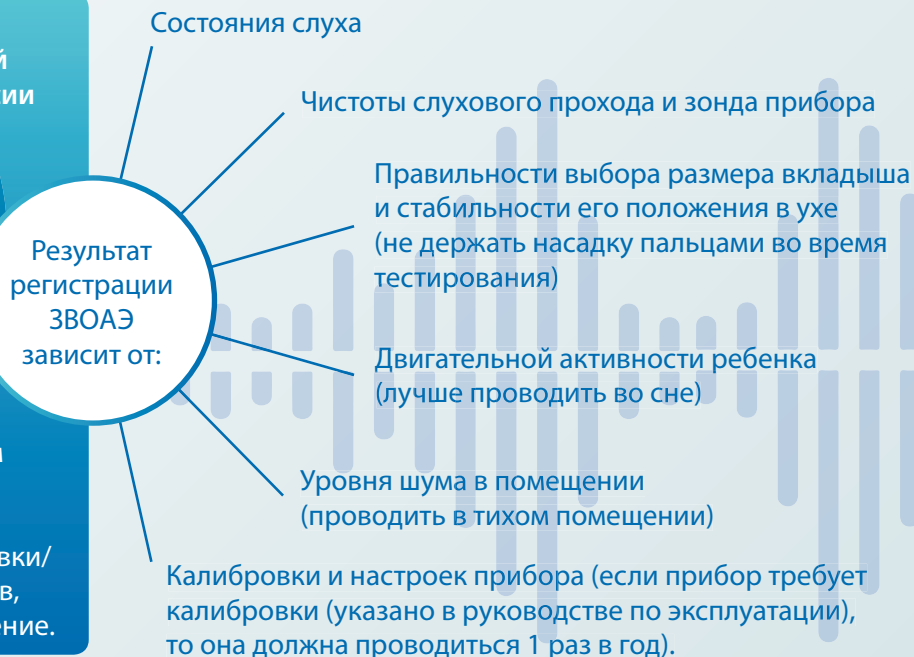 й
сии
Результат
регистрации
ЗВОАЭ
зависит от:
вки/
в,
ение.
Состояния слуха
Чистоты слухового прохода и зонда прибора
Правильности выбора размера вкладыша
и стабильности его положения в ухе
(не держать насадку пальцами во время
тестирования)
Двигательной активности ребенка
(лучше проводить во сне)
Уровня шума в помещении
(проводить в тихом помещении)
Калибровки и настроек прибора (если прибор требует
калибровки (указано в руководстве по эксплуатации),
то она должна проводиться 1 раз в год).